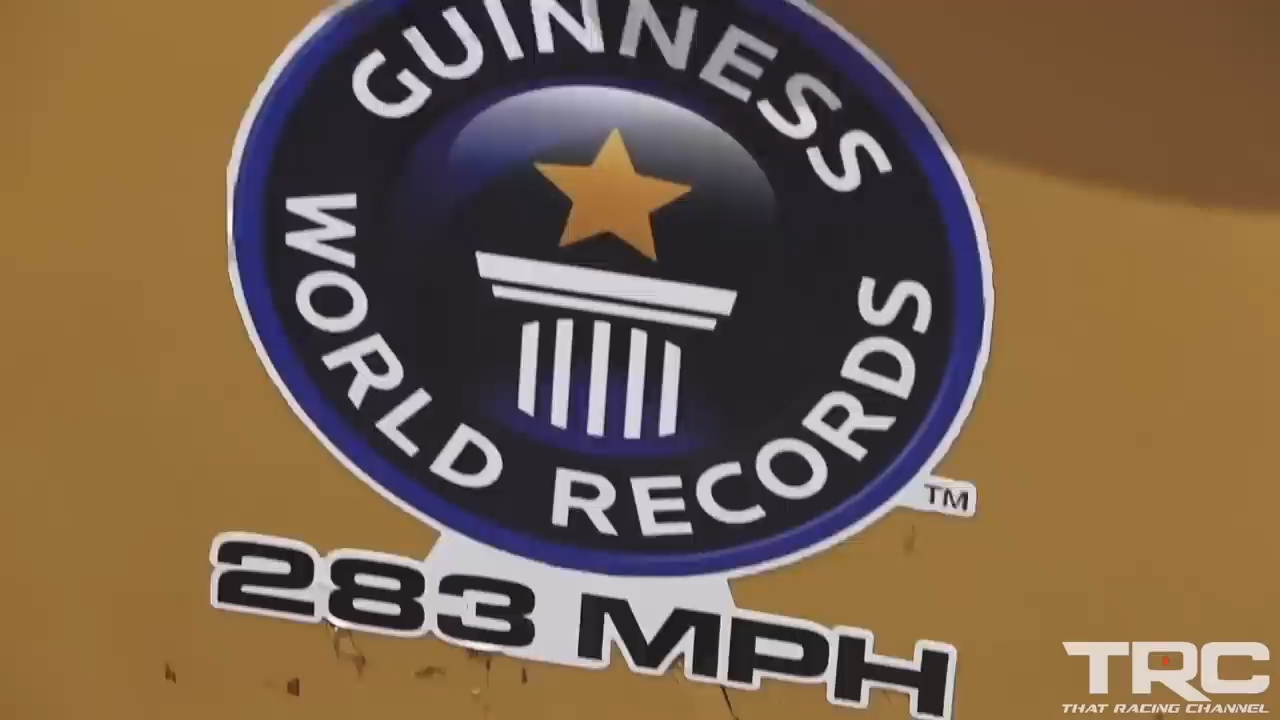 GUINNESS
WORLD RECORDS
TM
283 MPH
TRC
THAT RACING CHANNEL